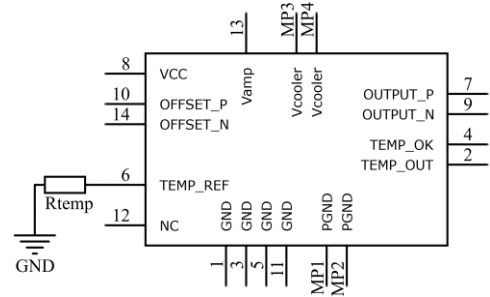 13
MP3
MP4
8
VCC
Vamp
Vcooler
Vcooler
OUTPUT_P
7
10
OFFSET_P
OUTPUT_N
9
14
OFFSET_N
TEMP_OK
4
TEMP_OUT
2
6
TEMP_REF
Rtemp
12
NC
GND
GND
GND
GND
PGND
PGND
GND
1
3
5
11
MP1
MP2